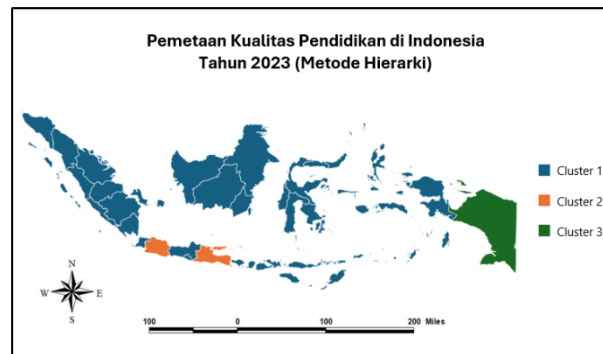 Pemetaan Kualitas Pendidikan di Indonesia
Tahun 2023 (Metode Hierarki)
Cluster 1
Cluster 2
Cluster 3
N
W E
S
100 0 100 200 Miles